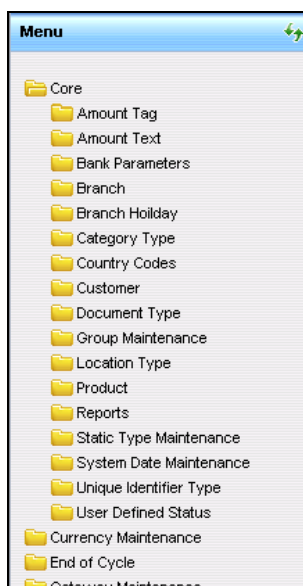 Menu
Core
Amount Tag
Amount Text
Bank Parameters
Branch
Branch Hoilday
Category Type
Country Codes
Customer
Document Type
Group Maintenance
Location Type
Product
Reports
Static Type Maintenance
System Date Maintenance
Unique Identifier Type
User Defined Status
Currency Maintenance
End of Cycle
Gateway Maintenance